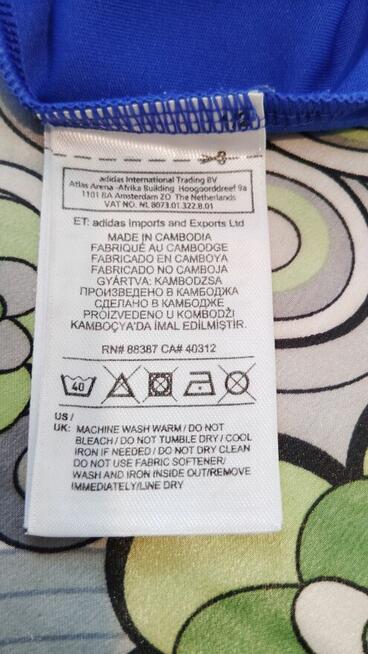 adidas International Trading BV
Atlas Arena -Afrika Building Hoogoorddreef 9a
1101 BA Amsterdam ZO The Netherlands
VAT NO. NL 8073.01.322.B.01
ET: adidas Imports and Exports Ltd
MADE IN CAMBODIA
FABRIQUÉ AU CAMBODGE
FABRICADO EN CAMBOYA
FABRICADO NO CAMBOJA
GYÁRTVA: KAMBODZSA
ПРОИЗВЕДЕНО В КАМБОДЖА
СДЕЛАНО В КАМБОДЖЕ
PROIZVEDENO U KOMBODŽI
KAMBOÇYA'DA İMAL EDİLMİŞTİR.
RN# 88387 CA# 40312
40
US /
UK: MACHINE WASH WARM / DO NOT
BLEACH / DO NOT TUMBLE DRY / COOL
IRON IF NEEDED / DO NOT DRY CLEAN
DO NOT USE FABRIC SOFTENER/
WASH AND IRON INSIDE OUT/REMOVE
IMMEDIATELY/LINE DRY